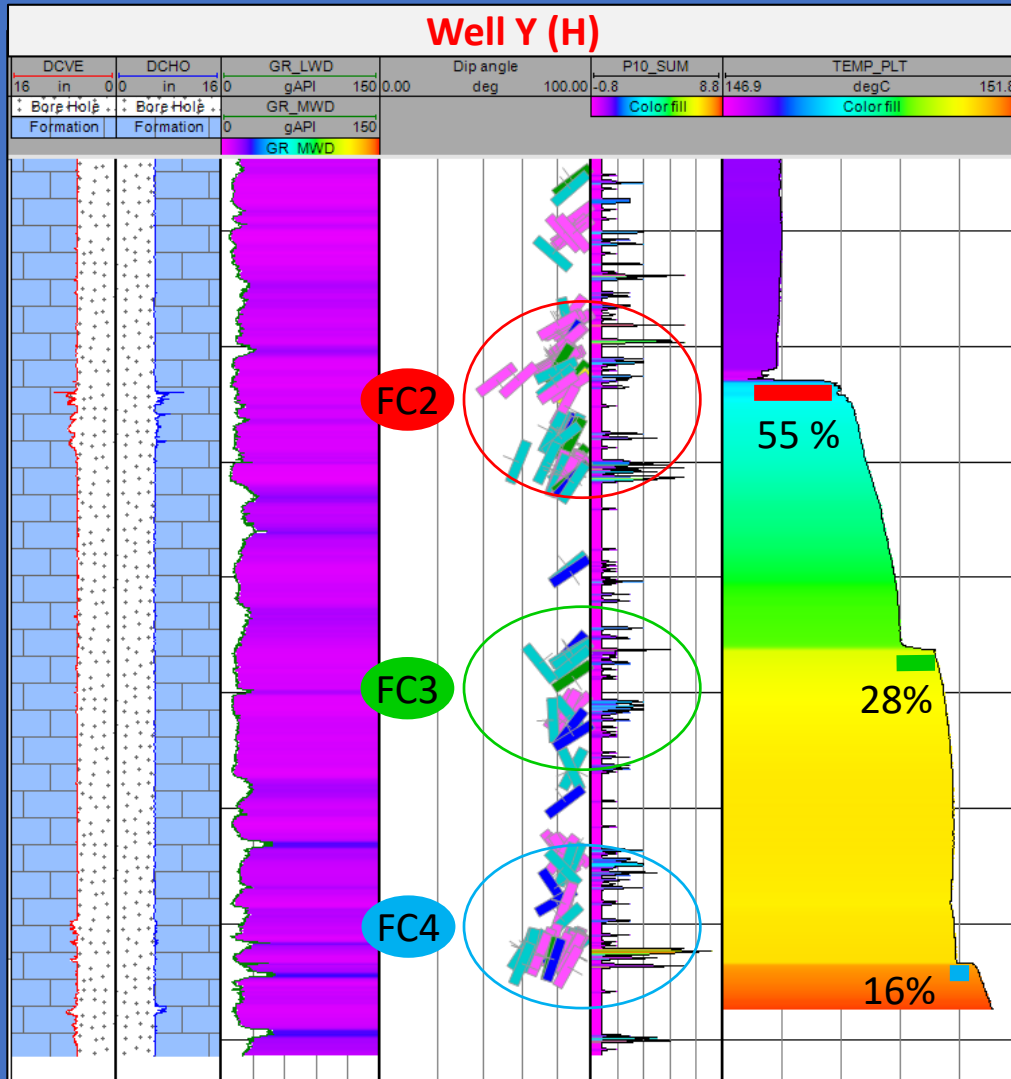 Well Y (H)
DCVE DCHO GR_LWD Dip angle P10_SUM TEMP_PLT
16 in 0 0 in 16 0 gAPI 150 0.00 deg 100.00 -0.8 8.8 146.9 degC 151.8
Bore Hole Bore Hole GR_MWD Color fill Color fill
Formation Formation 0 gAPI 150
GR_MWD
FC2
55 %
FC3
28%
FC4
16%